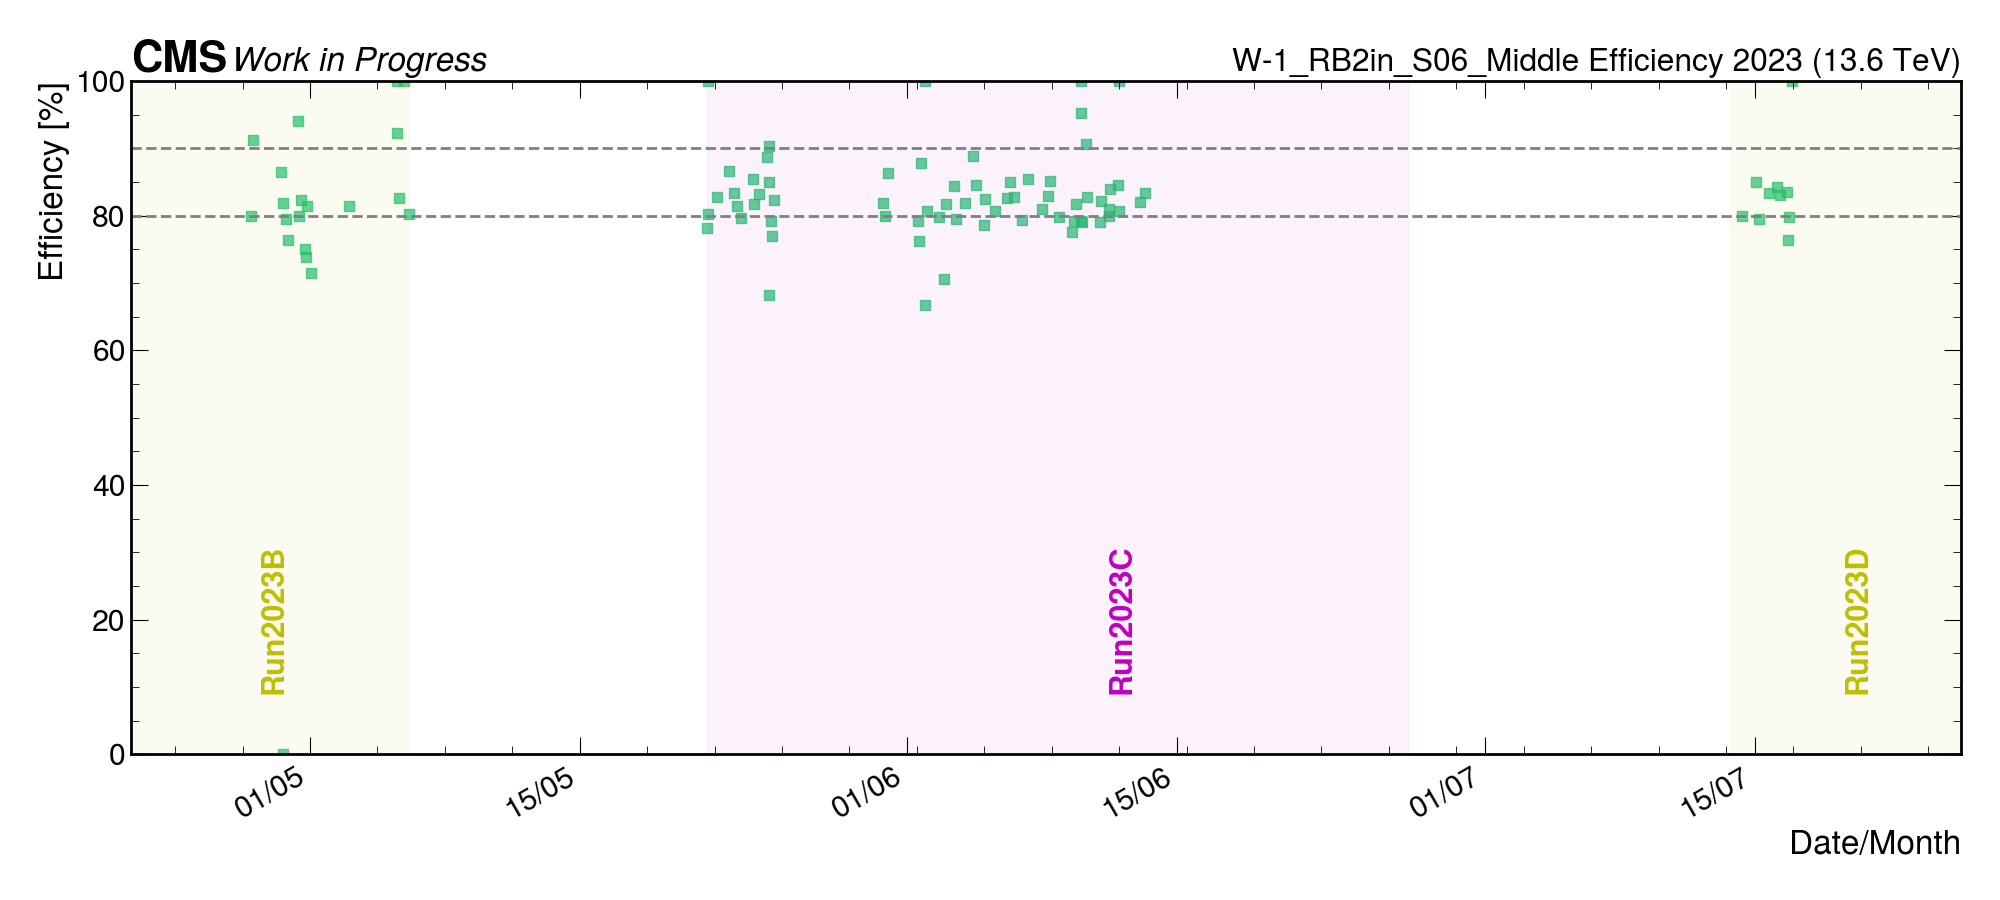 CMS Work in Progress
W-1_RB2in_S06_Middle Efficiency 2023 (13.6 TeV)
Efficiency [%]
100
80
60
40
20
0
Run2023B
Run2023C
Run2023D
01/05
15/05
01/06
15/06
01/07
15/07
Date/Month